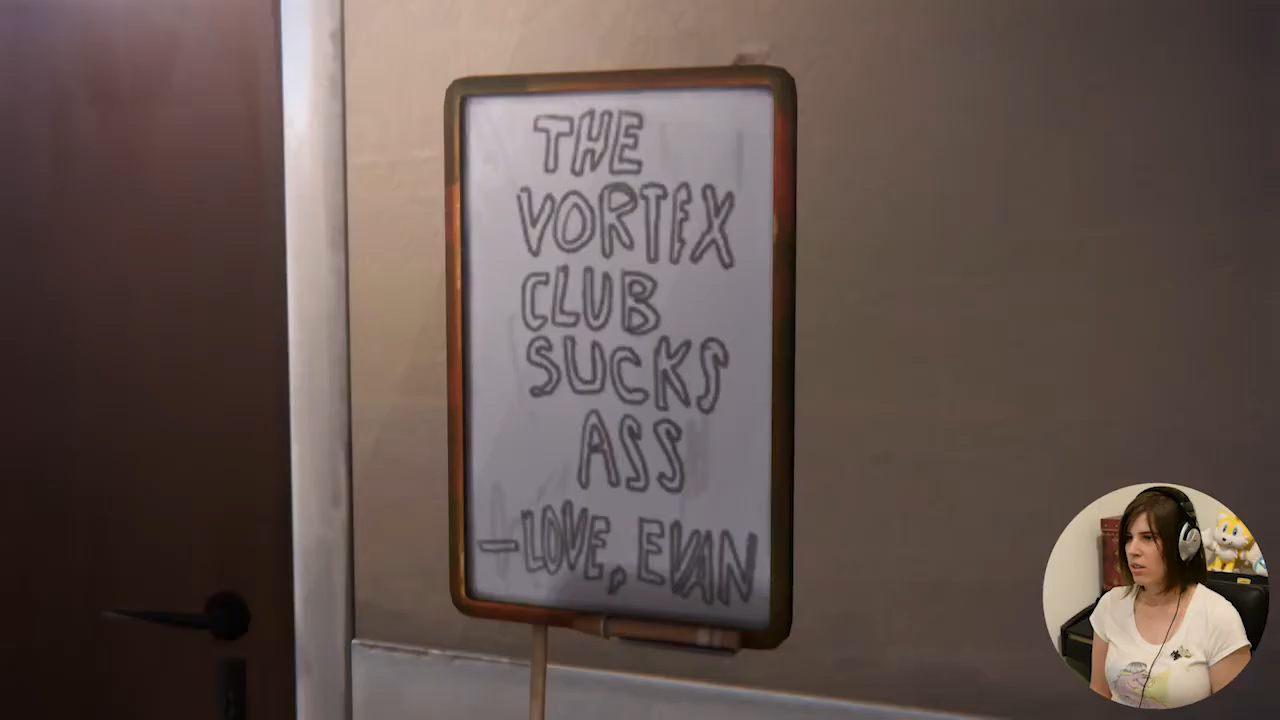 THE
VORTEX
CLUB
SUCKS
ASS
-LOVE, EVAN